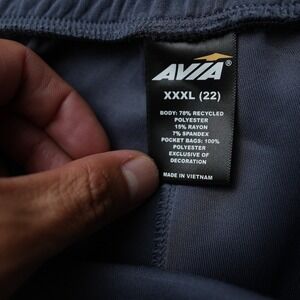 AVIA®
XXXL (22)
BODY: 78% RECYCLED
POLYESTER
15% RAYON
7% SPANDEX
POCKET BAGS: 100%
POLYESTER
EXCLUSIVE OF
DECORATION
MADE IN VIETNAM